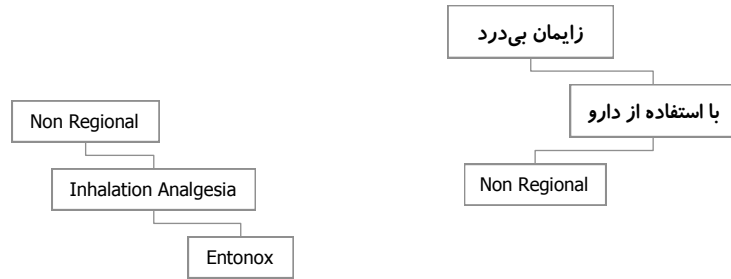 زایمان بی‌درد
با استفاده از دارو
Non Regional
Non Regional
Inhalation Analgesia
Entonox